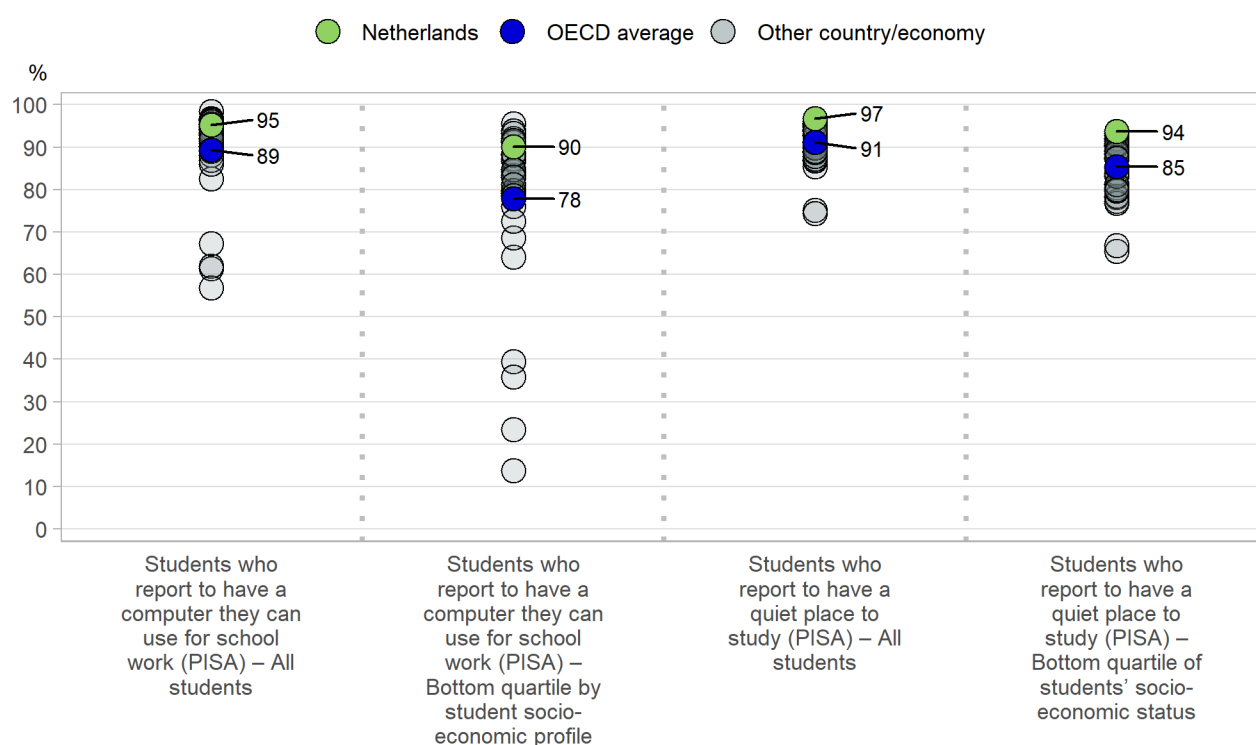 Netherlands OECD average Other country/economy
%
100
90
80
70
60
50
40
30
20
10
0
95
89
90
78
97
91
94
85
Students who
report to have a
computer they can
use for school
work (PISA) – All
students
Students who
report to have a
computer they can
use for school
work (PISA) –
Bottom quartile by
student socio-
economic profile
Students who
report to have a
quiet place to
study (PISA) – All
students
Students who
report to have a
quiet place to
study (PISA) –
Bottom quartile of
students’ socio-
economic status